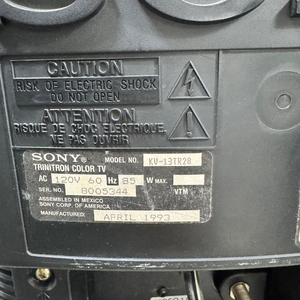 CAUTION
RISK OF ELECTRIC SHOCK
DO NOT OPEN
ATTENTION
RISQUE DE CHOC ELECTRIQUE
NE PAS OUVRIR
SONY® MODEL NO. KV-13TR28
TRINITRON COLOR TV
AC 120V 60 Hz 85 W MAX.
SER. NO. 8005344 VTM
ASSEMBLED IN MEXICO
SONY CORP. OF AMERICA
MANUFACTURED: APRIL 1993